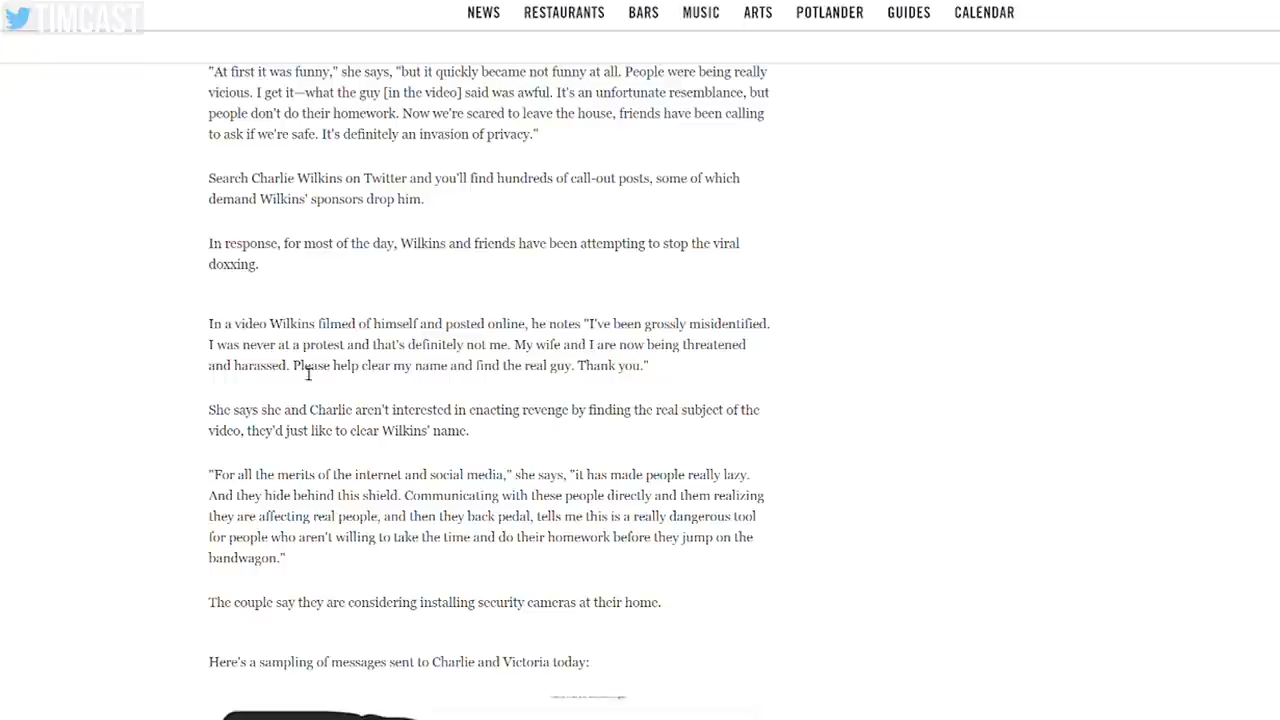 TIMCAST
NEWS RESTAURANTS BARS MUSIC ARTS POTLANDER GUIDES CALENDAR
"At first it was funny," she says, "but it quickly became not funny at all. People were being really
vicious. I get it—what the guy [in the video] said was awful. It's an unfortunate resemblance, but
people don't do their homework. Now we're scared to leave the house, friends have been calling
to ask if we're safe. It's definitely an invasion of privacy."
Search Charlie Wilkins on Twitter and you'll find hundreds of call-out posts, some of which
demand Wilkins' sponsors drop him.
In response, for most of the day, Wilkins and friends have been attempting to stop the viral
doxxing.
In a video Wilkins filmed of himself and posted online, he notes "I've been grossly misidentified.
I was never at a protest and that's definitely not me. My wife and I are now being threatened
and harassed. Please help clear my name and find the real guy. Thank you."
She says she and Charlie aren't interested in enacting revenge by finding the real subject of the
video, they'd just like to clear Wilkins' name.
"For all the merits of the internet and social media," she says, "it has made people really lazy.
And they hide behind this shield. Communicating with these people directly and them realizing
they are affecting real people, and then they back pedal, tells me this is a really dangerous tool
for people who aren't willing to take the time and do their homework before they jump on the
bandwagon."
The couple say they are considering installing security cameras at their home.
Here's a sampling of messages sent to Charlie and Victoria today: